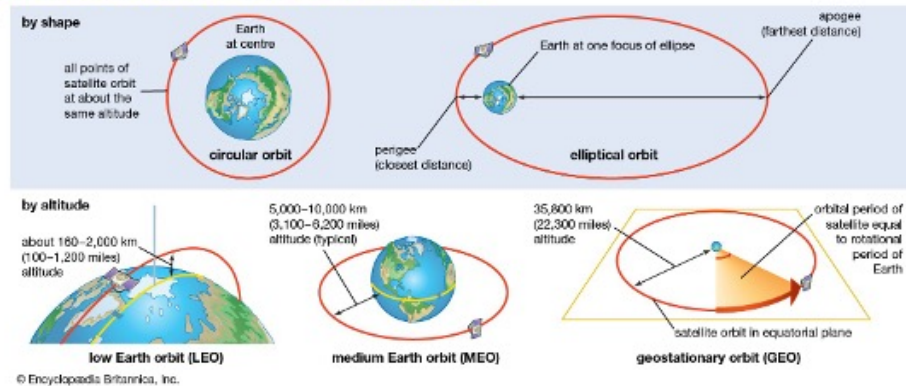 by shape
Earth
at centre
all points of
satellite orbit
at about the
same altitude
circular orbit
Earth at one focus of ellipse
apogee
(farthest distance)
perigee
(closest distance)
elliptical orbit
by altitude
about 160–2,000 km
(100–1,200 miles)
altitude
low Earth orbit (LEO)
5,000–10,000 km
(3,100–6,200 miles)
altitude (typical)
medium Earth orbit (MEO)
35,800 km
(22,300 miles)
altitude
orbital period of
satellite equal
to rotational
period of
Earth
satellite orbit in equatorial plane
geostationary orbit (GEO)
© Encyclopædia Britannica, Inc.